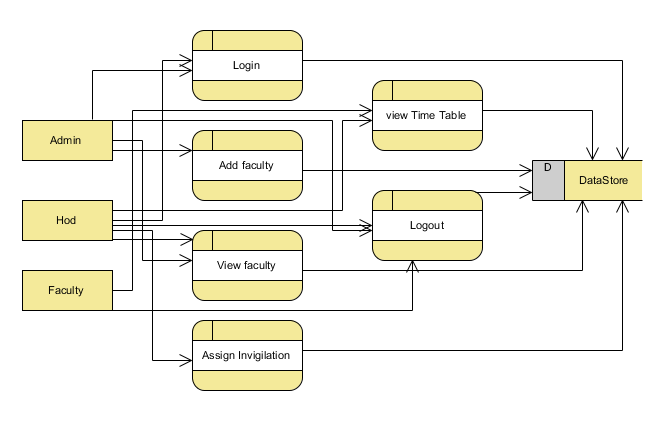 Login
view Time Table
Admin
Add faculty
D
DataStore
Hod
Logout
View faculty
Faculty
Assign Invigilation